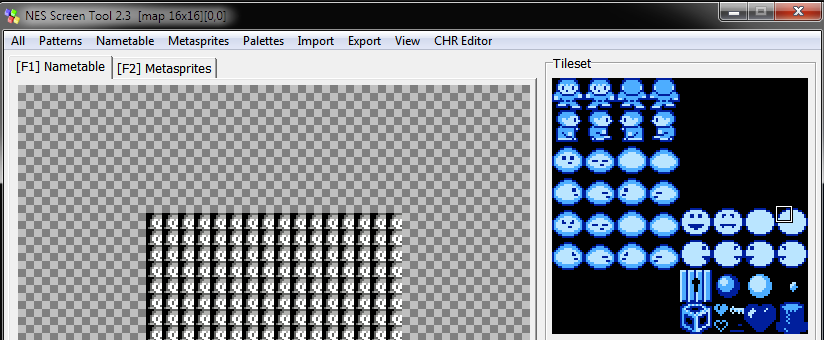 NES Screen Tool 2.3 [map 16x16][0,0]
All Patterns Nametable Metasprites Palettes Import Export View CHR Editor
[F1] Nametable [F2] Metasprites
Tileset